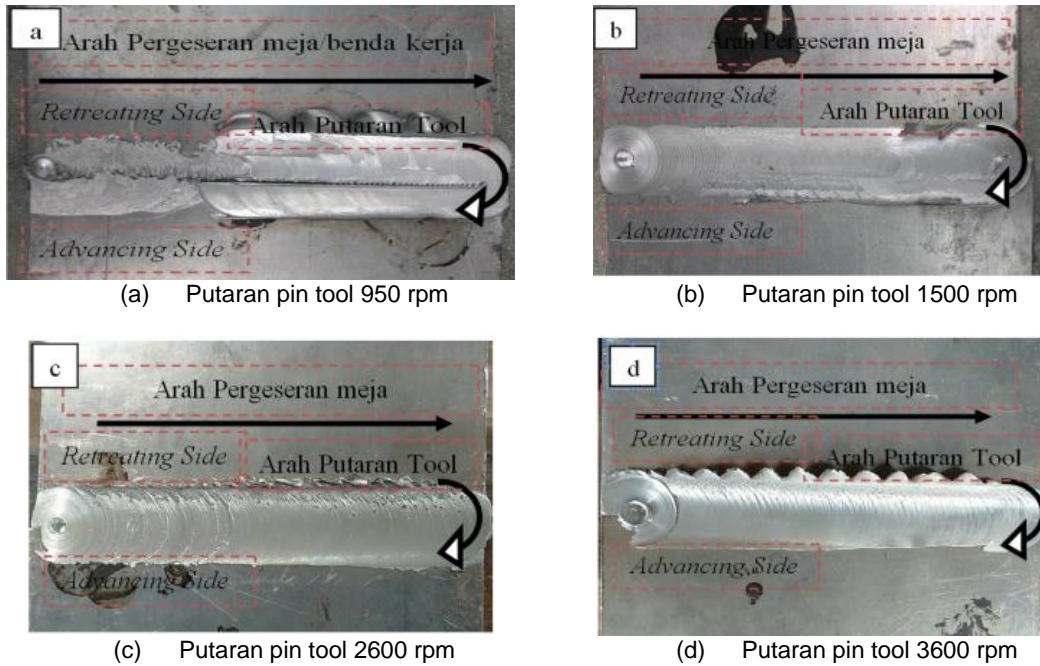 a
Arah Pergeseran meja/benda kerja
Retreating Side
Arah Putaran Tool
Advancing Side
(a) Putaran pin tool 950 rpm
b
Arah Pergeseran meja
Retreating Side
Arah Putaran Tool
Advancing Side
(b) Putaran pin tool 1500 rpm
c
Arah Pergeseran meja
Retreating Side
Arah Putaran Tool
Advancing Side
(c) Putaran pin tool 2600 rpm
d
Arah Pergeseran meja
Retreating Side
Arah Putaran Tool
Advancing Side
(d) Putaran pin tool 3600 rpm